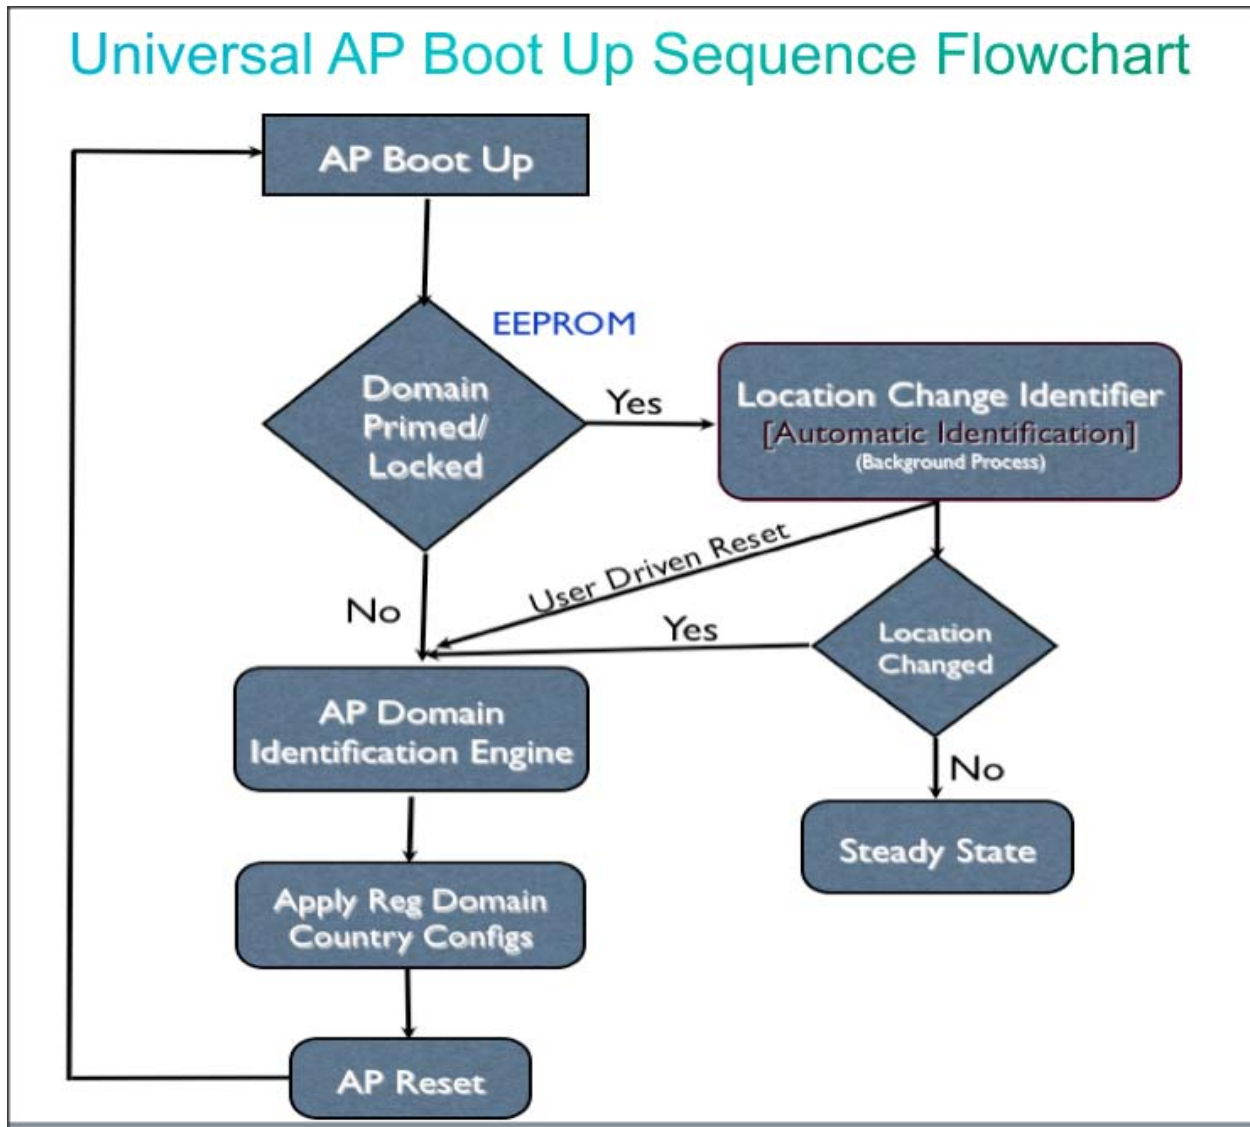 Universal AP Boot Up Sequence Flowchart
AP Boot Up
EEPROM
Domain
Primed/
Locked
Yes
Location Change Identifier
[Automatic Identification]
(Background Process)
User Driven Reset
No
Yes
Location
Changed
AP Domain
Identification Engine
No
Steady State
Apply Reg Domain
Country Configs
AP Reset